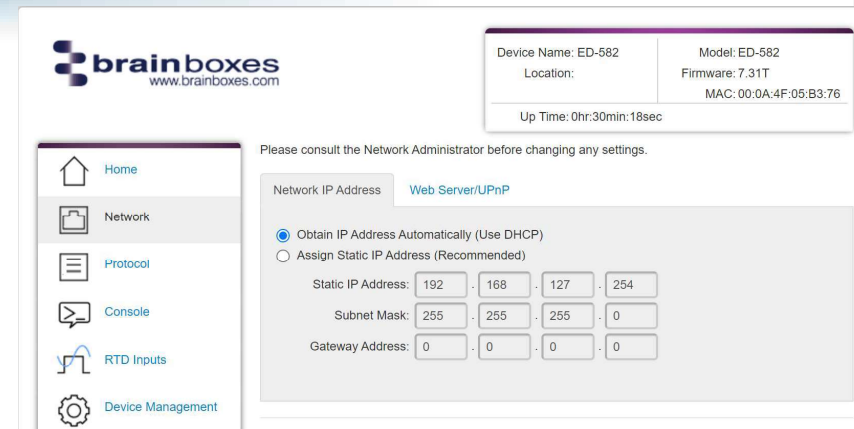 brainboxes
www.brainboxes.com
Device Name: ED-582
Location:
Model: ED-582
Firmware: 7.31T
MAC: 00:0A:4F:05:B3:76
Up Time: 0hr:30min:18sec
Home
Network
Protocol
Console
RTD Inputs
Device Management
Please consult the Network Administrator before changing any settings.
Network IP Address Web Server/UPnP
Obtain IP Address Automatically (Use DHCP)
Assign Static IP Address (Recommended)
Static IP Address: 192 . 168 . 127 . 254
Subnet Mask: 255 . 255 . 255 . 0
Gateway Address: 0 . 0 . 0 . 0